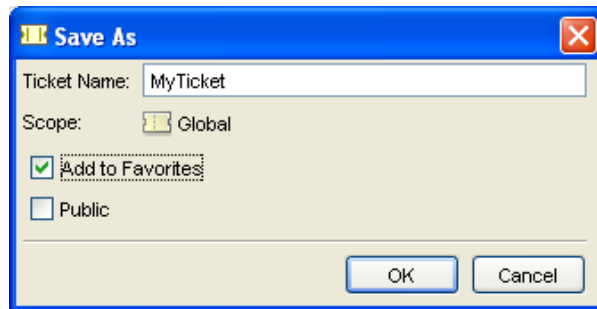 Save As
Ticket Name: MyTicket
Scope: Global
Add to Favorites
Public
OK Cancel